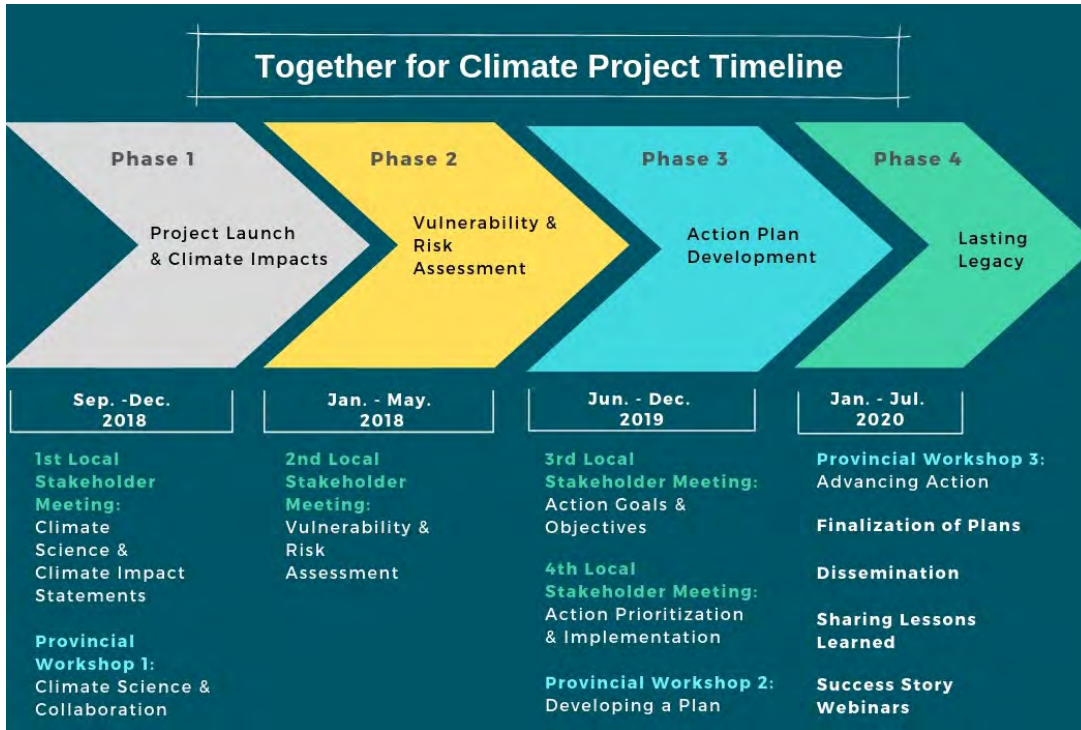 Together for Climate Project Timeline
Phase 1
Project Launch
& Climate Impacts
Phase 2
Vulnerability &
Risk
Assessment
Phase 3
Action Plan
Development
Phase 4
Lasting
Legacy
Sep. -Dec.
2018
1st Local
Stakeholder
Meeting:
Climate
Science &
Climate Impact
Statements
Provincial
Workshop 1:
Climate Science &
Collaboration
Jan. - May.
2018
2nd Local
Stakeholder
Meeting:
Vulnerability &
Risk
Assessment
Jun. - Dec.
2019
3rd Local
Stakeholder Meeting:
Action Goals &
Objectives
4th Local
Stakeholder Meeting:
Action Prioritization
& Implementation
Provincial Workshop 2:
Developing a Plan
Jan. - Jul.
2020
Provincial Workshop 3:
Advancing Action
Finalization of Plans
Dissemination
Sharing Lessons
Learned
Success Story
Webinars